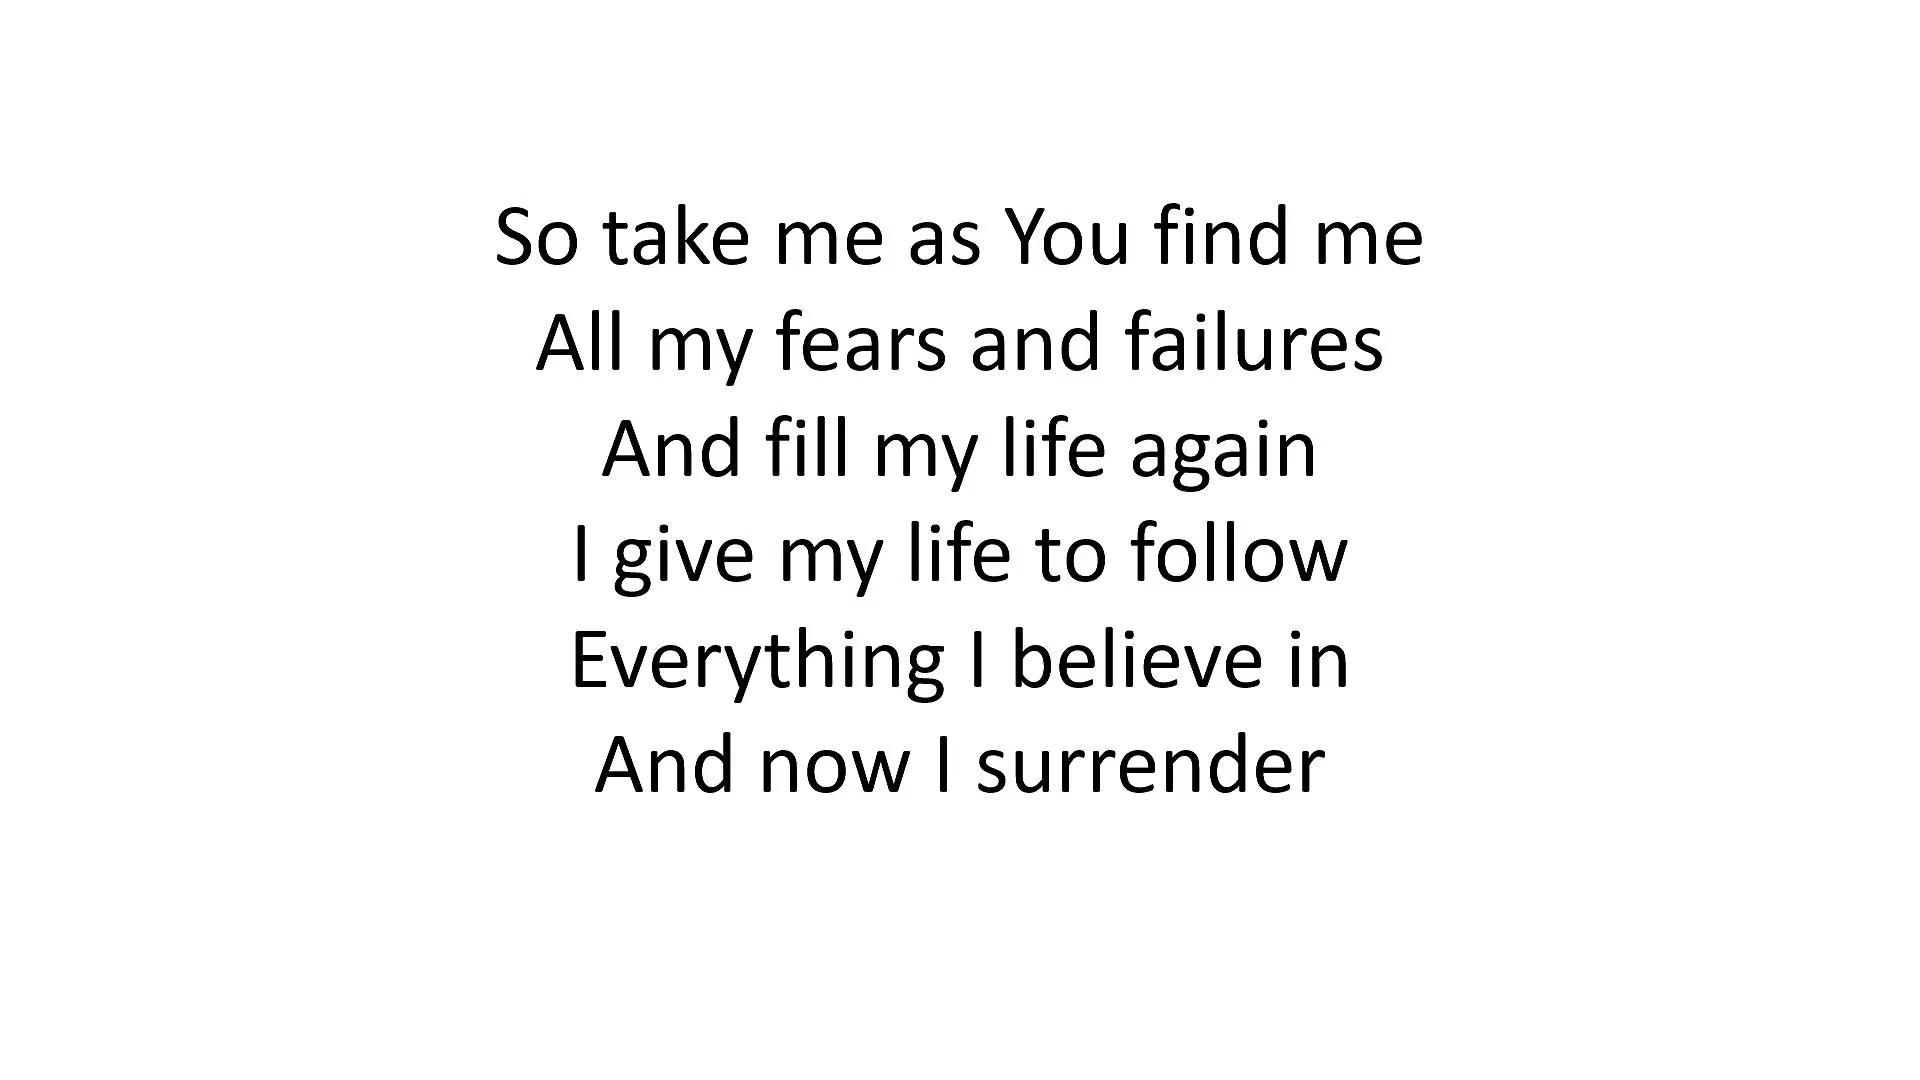 So take me as You find me
All my fears and failures
And fill my life again
I give my life to follow
Everything I believe in
And now I surrender